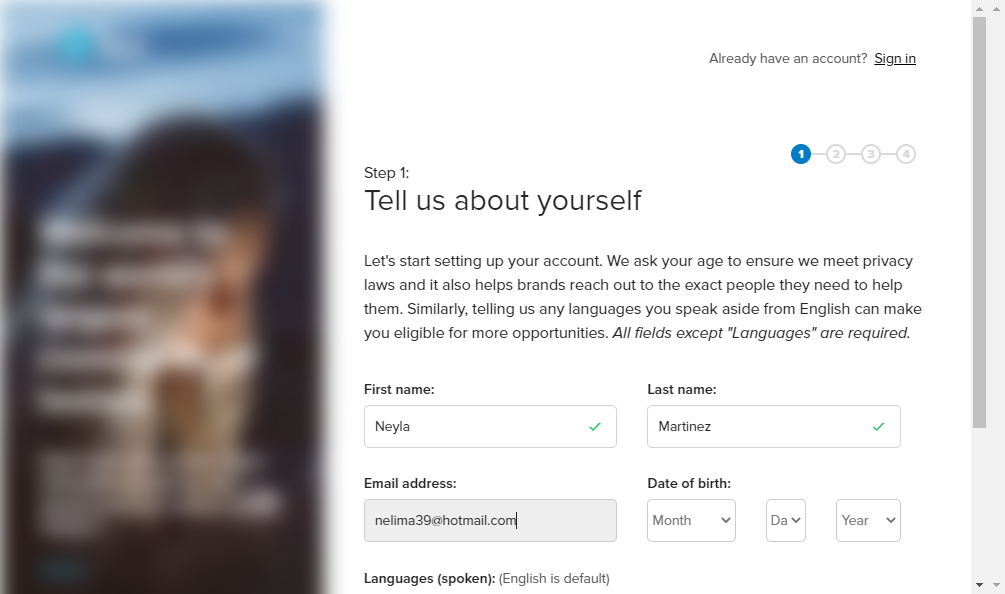 Already have an account? Sign in
1 2 3 4
Step 1:
Tell us about yourself
Let's start setting up your account. We ask your age to ensure we meet privacy
laws and it also helps brands reach out to the exact people they need to help
them. Similarly, telling us any languages you speak aside from English can make
you eligible for more opportunities. All fields except "Languages" are required.
First name: Last name:
Neyla Martinez
Email address: Date of birth:
nelima39@hotmail.com Month Da Year
Languages (spoken): (English is default)